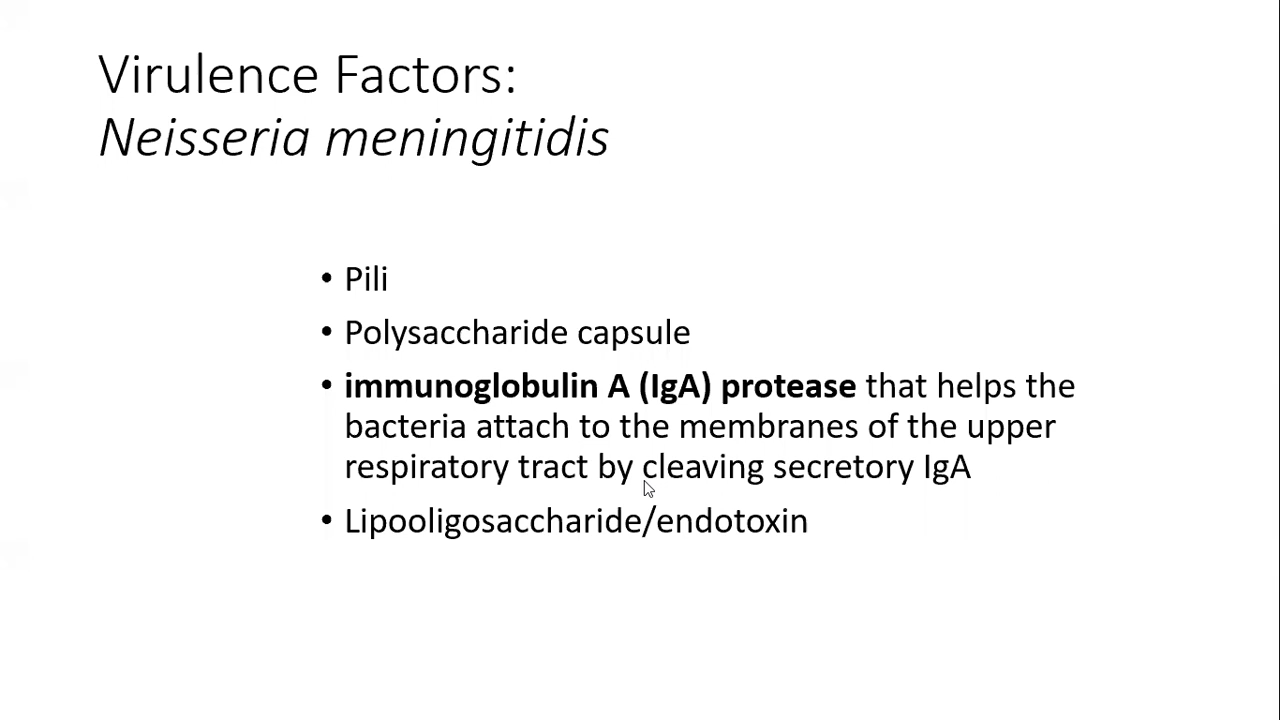 Virulence Factors:
Neisseria meningitidis
• Pili
• Polysaccharide capsule
• immunoglobulin A (IgA) protease that helps the
bacteria attach to the membranes of the upper
respiratory tract by cleaving secretory IgA
• Lipooligosaccharide/endotoxin